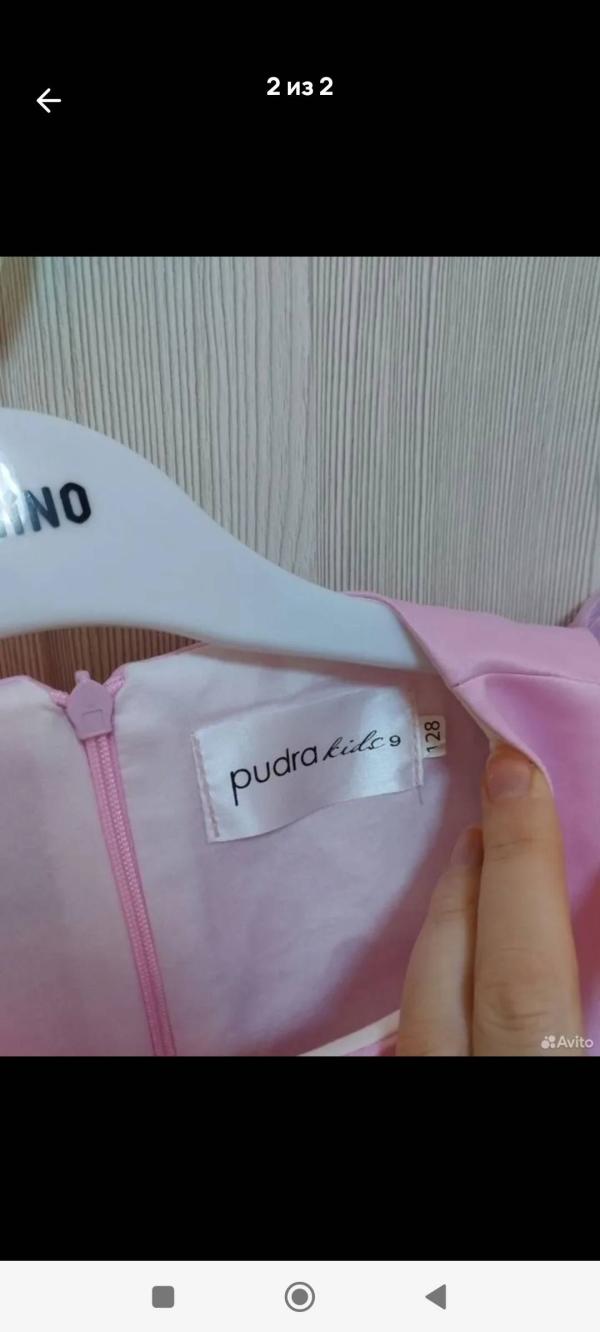 2 из 2
INO
pudra kids 9
128
Avito